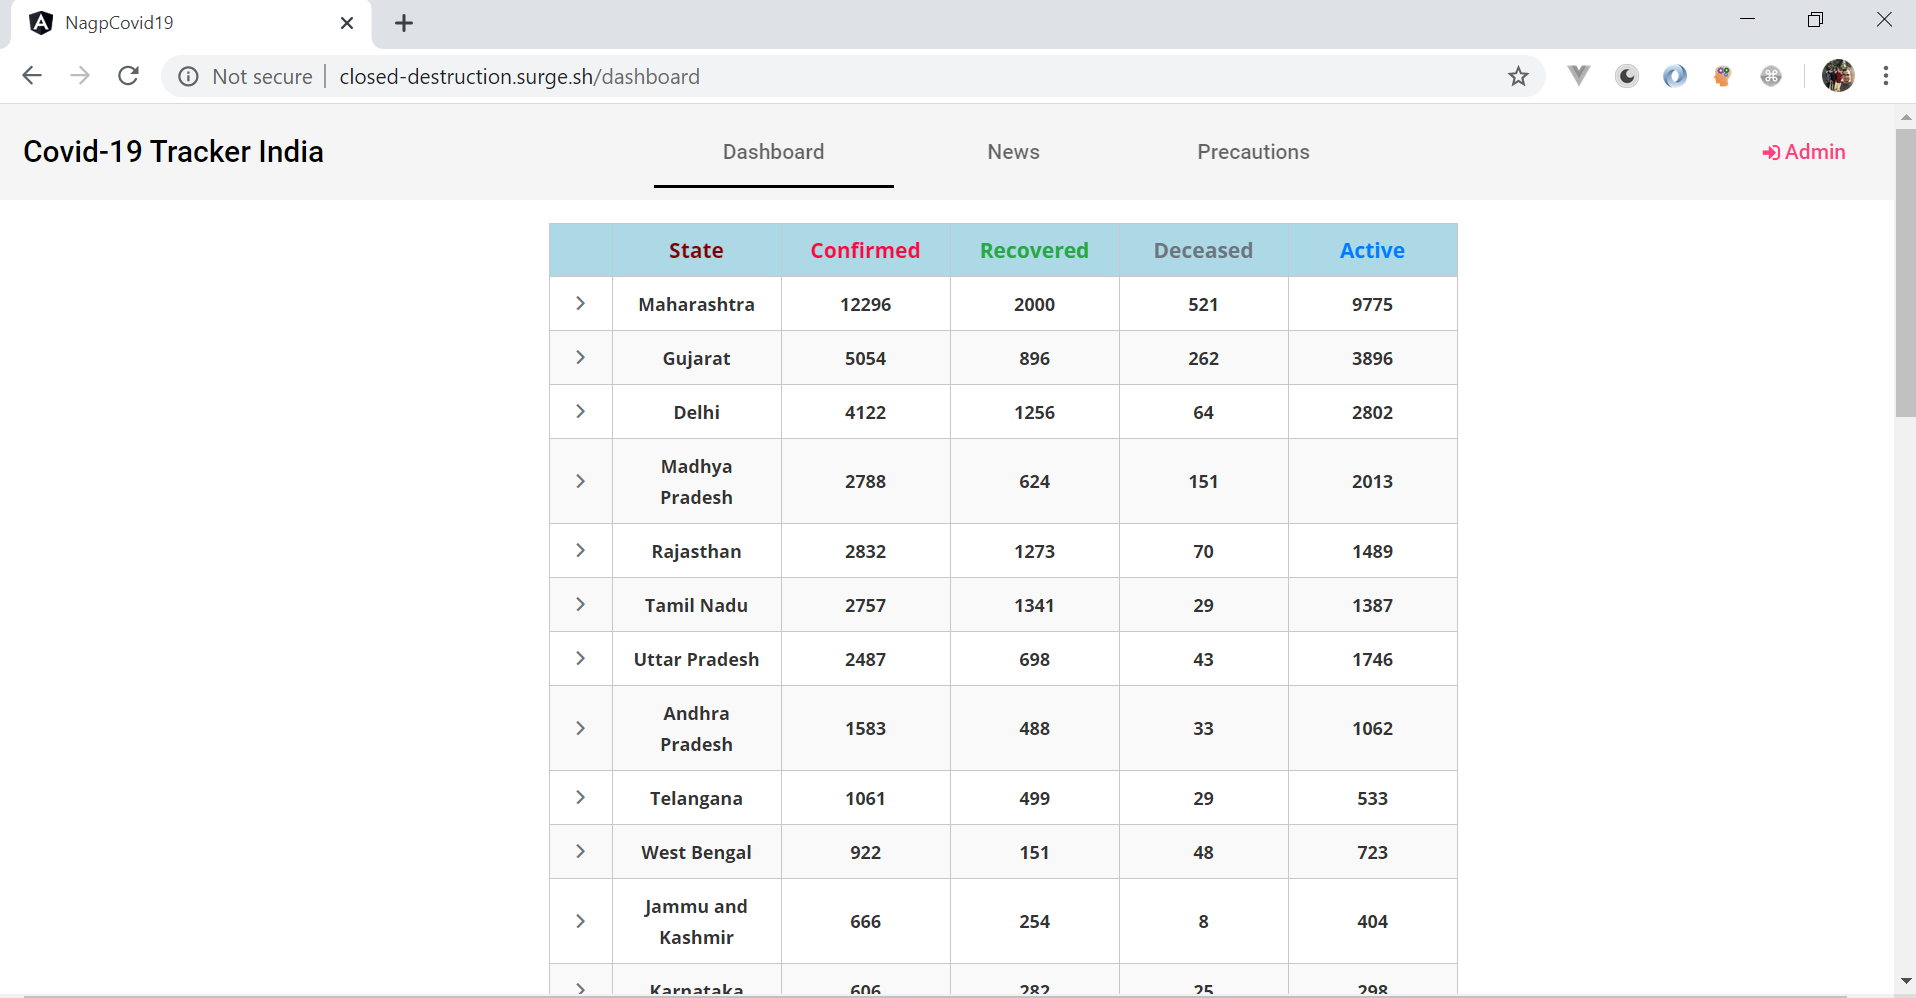 NagpCovid19
Not secure closed-destruction.surge.sh/dashboard
Covid-19 Tracker India Dashboard News Precautions Admin
State Confirmed Recovered Deceased Active
Maharashtra 12296 2000 521 9775
Gujarat 5054 896 262 3896
Delhi 4122 1256 64 2802
Madhya
Pradesh 2788 624 151 2013
Rajasthan 2832 1273 70 1489
Tamil Nadu 2757 1341 29 1387
Uttar Pradesh 2487 698 43 1746
Andhra
Pradesh 1583 488 33 1062
Telangana 1061 499 29 533
West Bengal 922 151 48 723
Jammu and
Kashmir 666 254 8 404
Karnataka 606 282 25 298